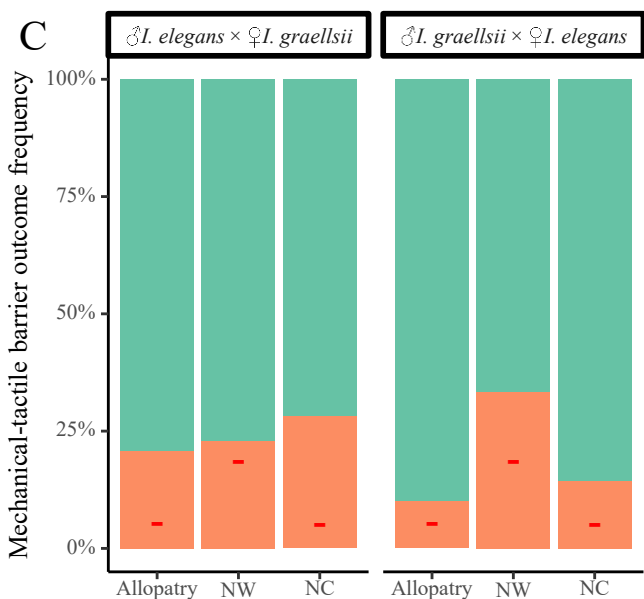 C
♂I. elegans × ♀I. graellsii
♂I. graellsii × ♀I. elegans
Mechanical-tactile barrier outcome frequency
100%
75%
50%
25%
0%
Allopatry NW NC Allopatry NW NC